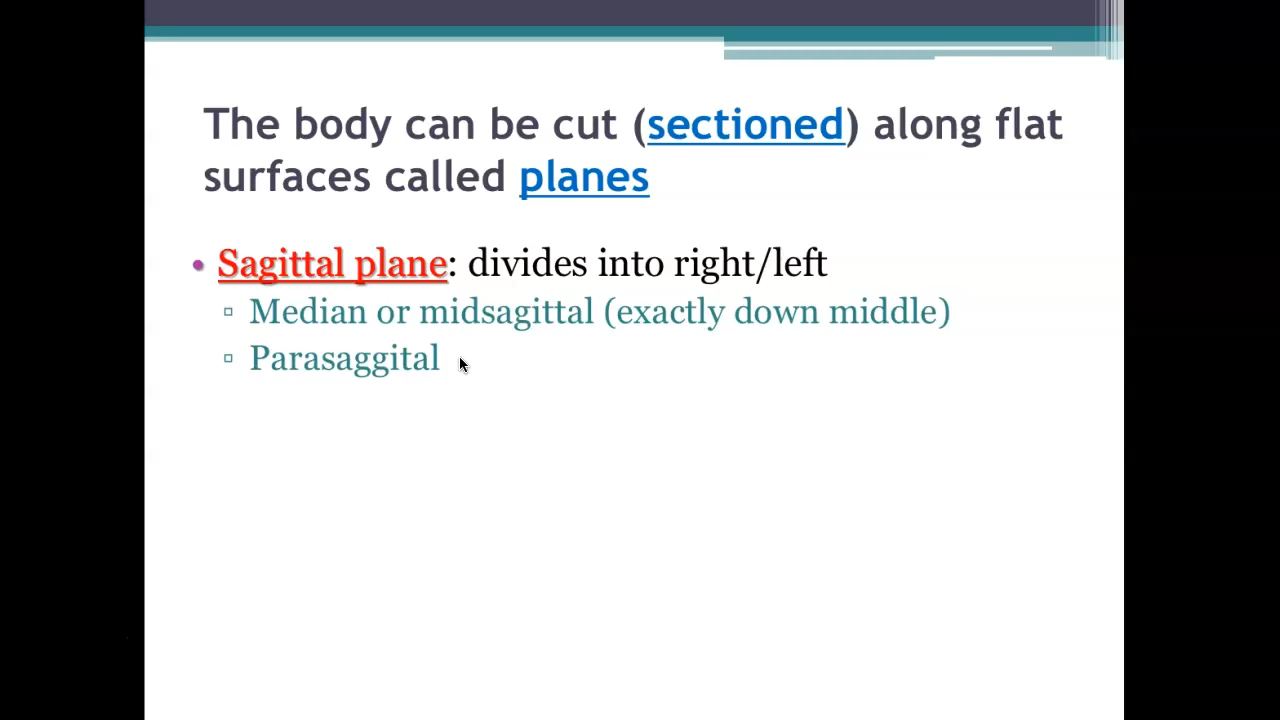 The body can be cut (sectioned) along flat
surfaces called planes
• Sagittal plane: divides into right/left
▫ Median or midsagittal (exactly down middle)
▫ Parasaggital